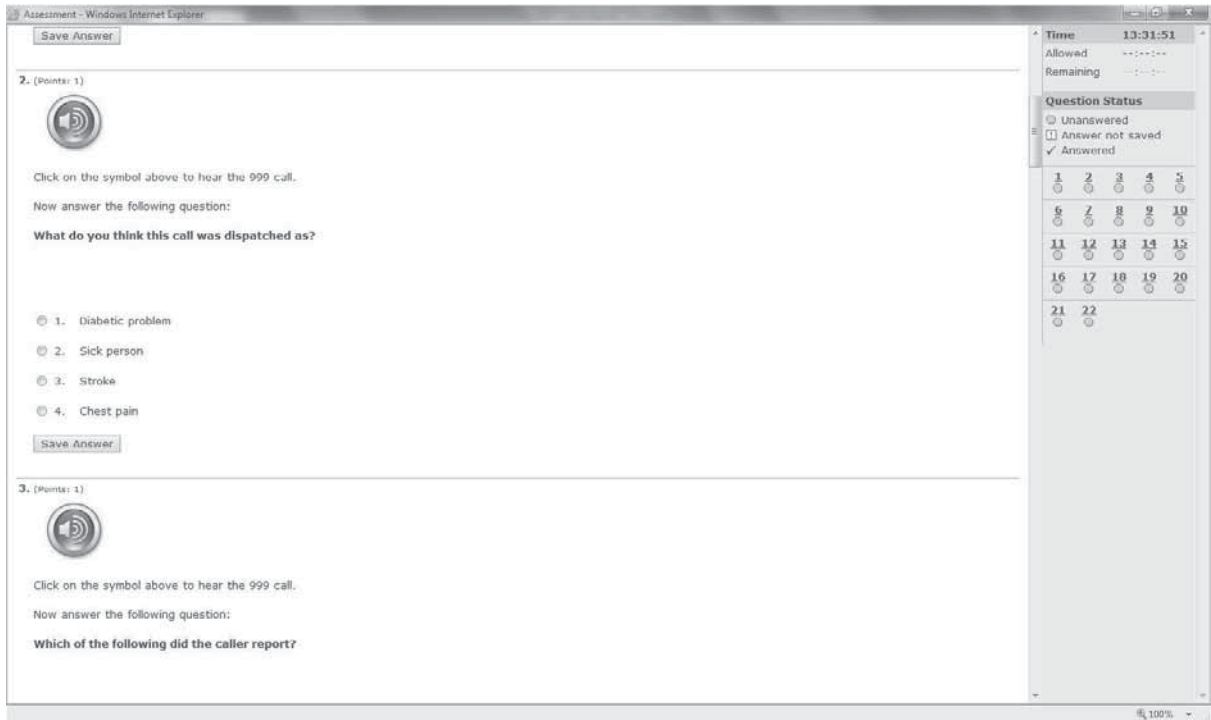 Assessment - Windows Internet Explorer
Save Answer
2. (Points: 1)
Click on the symbol above to hear the 999 call.
Now answer the following question:
What do you think this call was dispatched as?
1. Diabetic problem
2. Sick person
3. Stroke
4. Chest pain
Save Answer
3. (Points: 1)
Click on the symbol above to hear the 999 call.
Now answer the following question:
Which of the following did the caller report?
Time 13:31:51
Allowed --:--:--
Remaining --:--:--
Question Status
Unanswered
Answer not saved
✓ Answered
1 2 3 4 5
6 7 8 9 10
11 12 13 14 15
16 17 18 19 20
21 22
100%